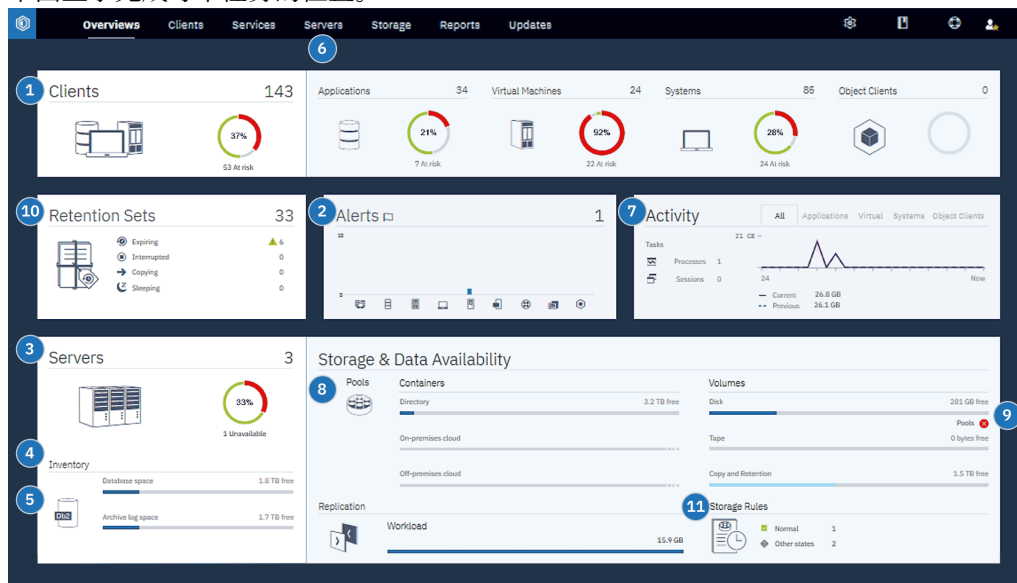 Overviews Clients Services Servers Storage Reports Updates
6
1 Clients 143
37%
53 At risk
Applications 34
21%
7 At risk
Virtual Machines 24
92%
22 At risk
Systems 86
28%
24 At risk
Object Clients 0
10 Retention Sets 33
Expiring 6
Interrupted 0
Copying 0
Sleeping 0
2 Alerts 1
10
0
7 Activity
All Applications Virtual Systems Object Clients
Tasks
Processes 1
Sessions 0
21 GB
24 Now
Current 26.8 GB
Previous 26.1 GB
3 Servers 3
33%
1 Unavailable
4
Inventory
Database space 1.8 TB free
5
Db2
Archive log space 1.7 TB free
Storage & Data Availability
8 Pools
Containers
Directory 3.2 TB free
On-premises cloud
Off-premises cloud
Volumes
Disk 281 GB free
Pools 9
Tape 0 bytes free
Copy and Retention 1.5 TB free
Replication
Workload
15.9 GB
11 Storage Rules
Normal 1
Other states 2